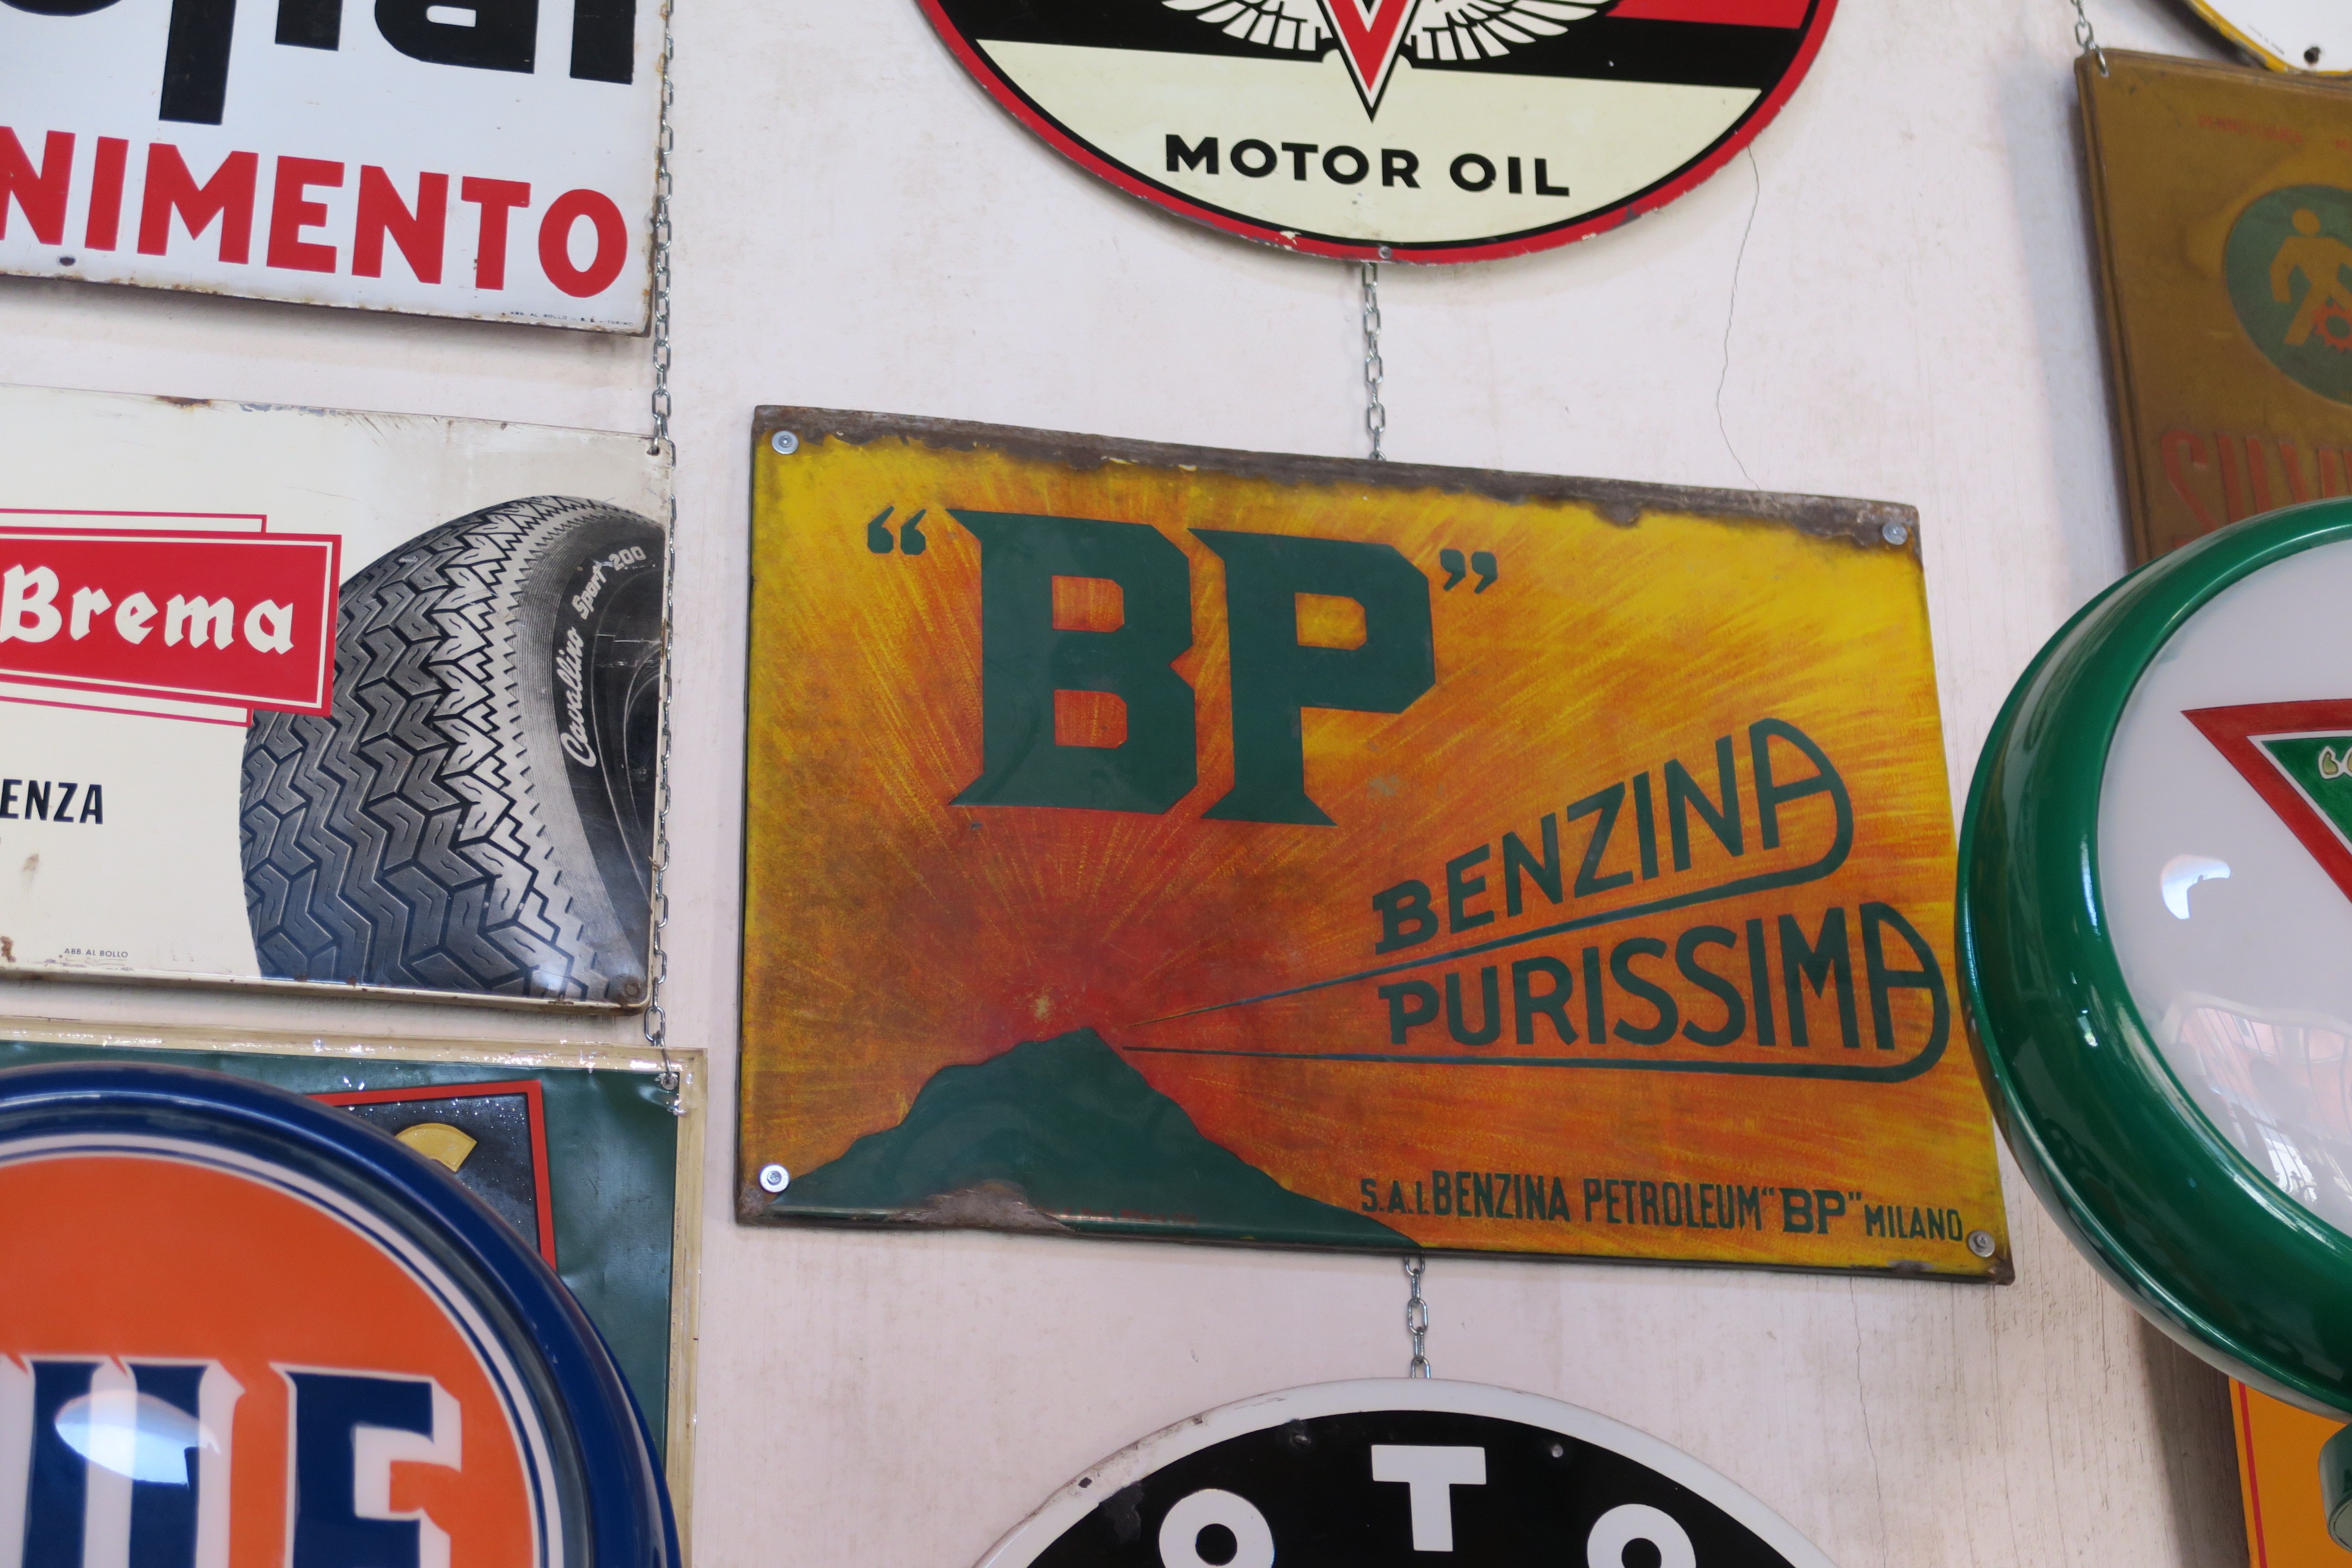 NIMENTO
MOTOR OIL
Brema
Cavallino Sport 200
ENZA
ABB. AL BOLLO
“BP”
BENZINA
PURISSIMA
S.A.I. BENZINA PETROLEUM “BP” MILANO
OTO